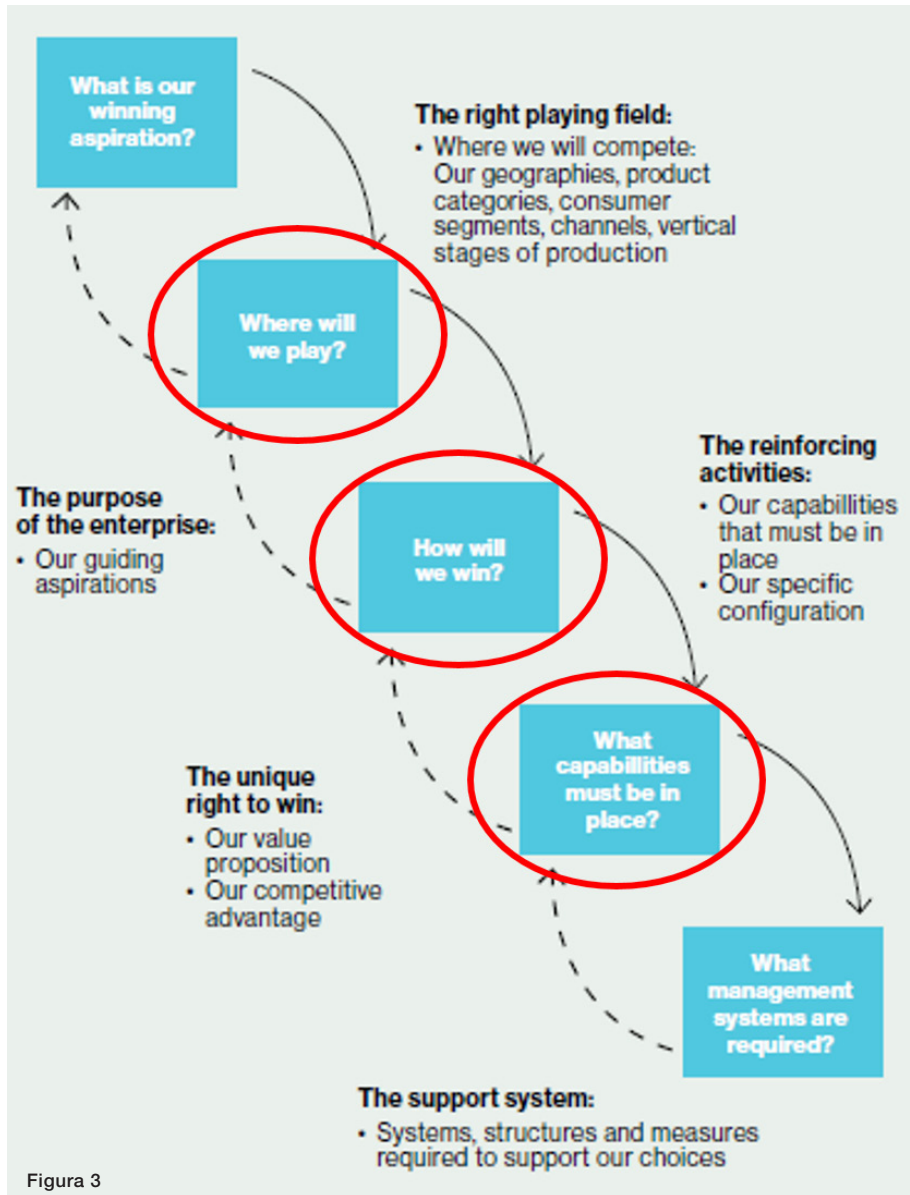 What is our
winning
aspiration?
The right playing field:
• Where we will compete:
Our geographies, product
categories, consumer
segments, channels, vertical
stages of production
Where will
we play?
The purpose
of the enterprise:
• Our guiding
aspirations
How will
we win?
The reinforcing
activities:
• Our capabillities
that must be in
place
• Our specific
configuration
The unique
right to win:
• Our value
proposition
• Our competitive
advantage
What
capabillities
must be in
place?
What
management
systems are
required?
The support system:
• Systems, structures and measures
required to support our choices
Figura 3